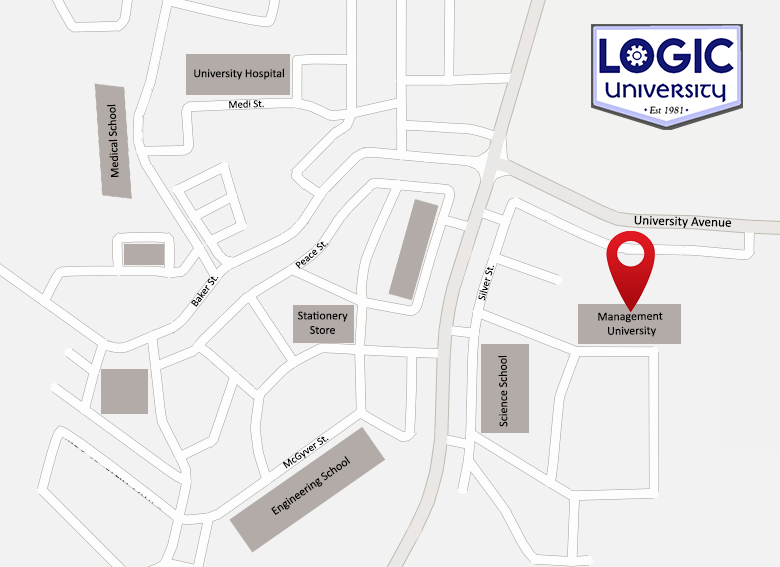 LOGIC
UNIVERSITY
• Est 1981 •
University Hospital
Medi St.
Medical School
University Avenue
Peace St.
Baker St.
Silver St.
Stationery
Store
Management
University
Science School
McGyver St.
Engineering School